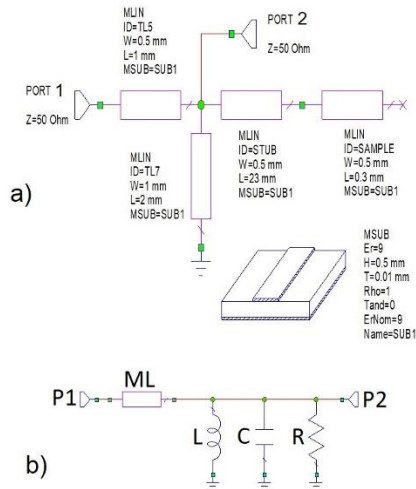 MLIN
ID=TL5
W=0.5 mm
L=1 mm
MSUB=SUB1
PORT 2
Z=50 Ohm
PORT 1
Z=50 Ohm
MLIN
ID=STUB
W=0.5 mm
L=23 mm
MSUB=SUB1
MLIN
ID=SAMPLE
W=0.5 mm
L=0.3 mm
MSUB=SUB1
MLIN
ID=TL7
W=1 mm
L=2 mm
MSUB=SUB1
a)
MSUB
Er=9
H=0.5 mm
T=0.01 mm
Rho=1
Tand=0
ErNom=9
Name=SUB1
P1
ML
P2
L
C
R
b)